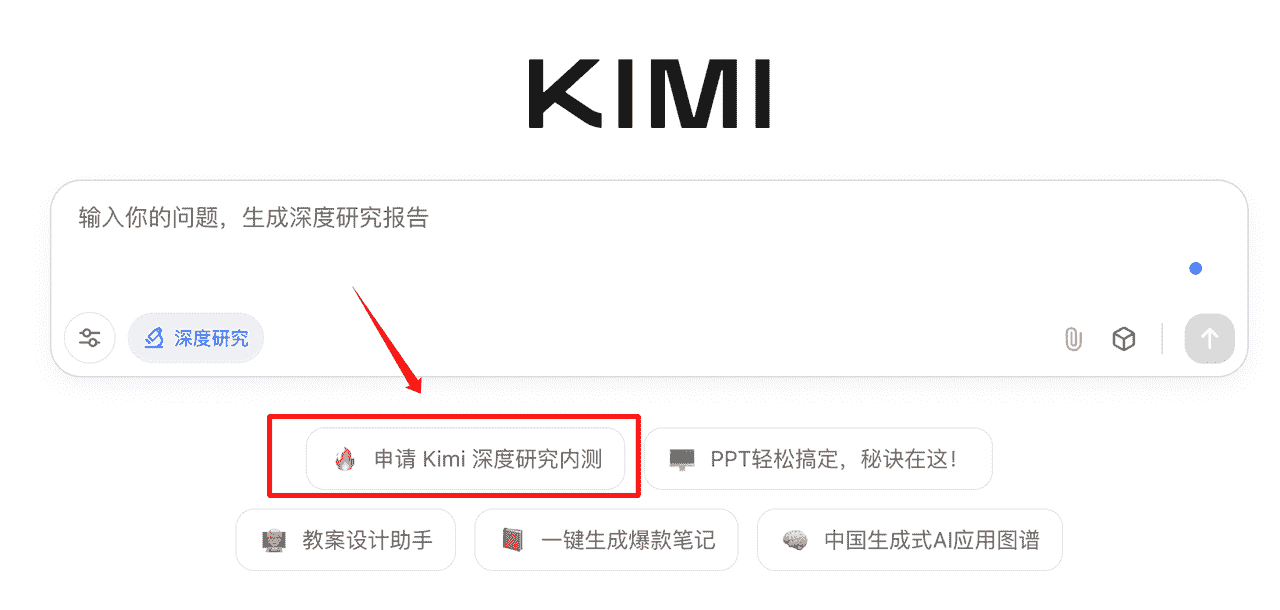 KIMI
输入你的问题，生成深度研究报告
深度研究
申请 Kimi 深度研究内测
PPT轻松搞定，秘诀在这！
教案设计助手
一键生成爆款笔记
中国生成式AI应用图谱